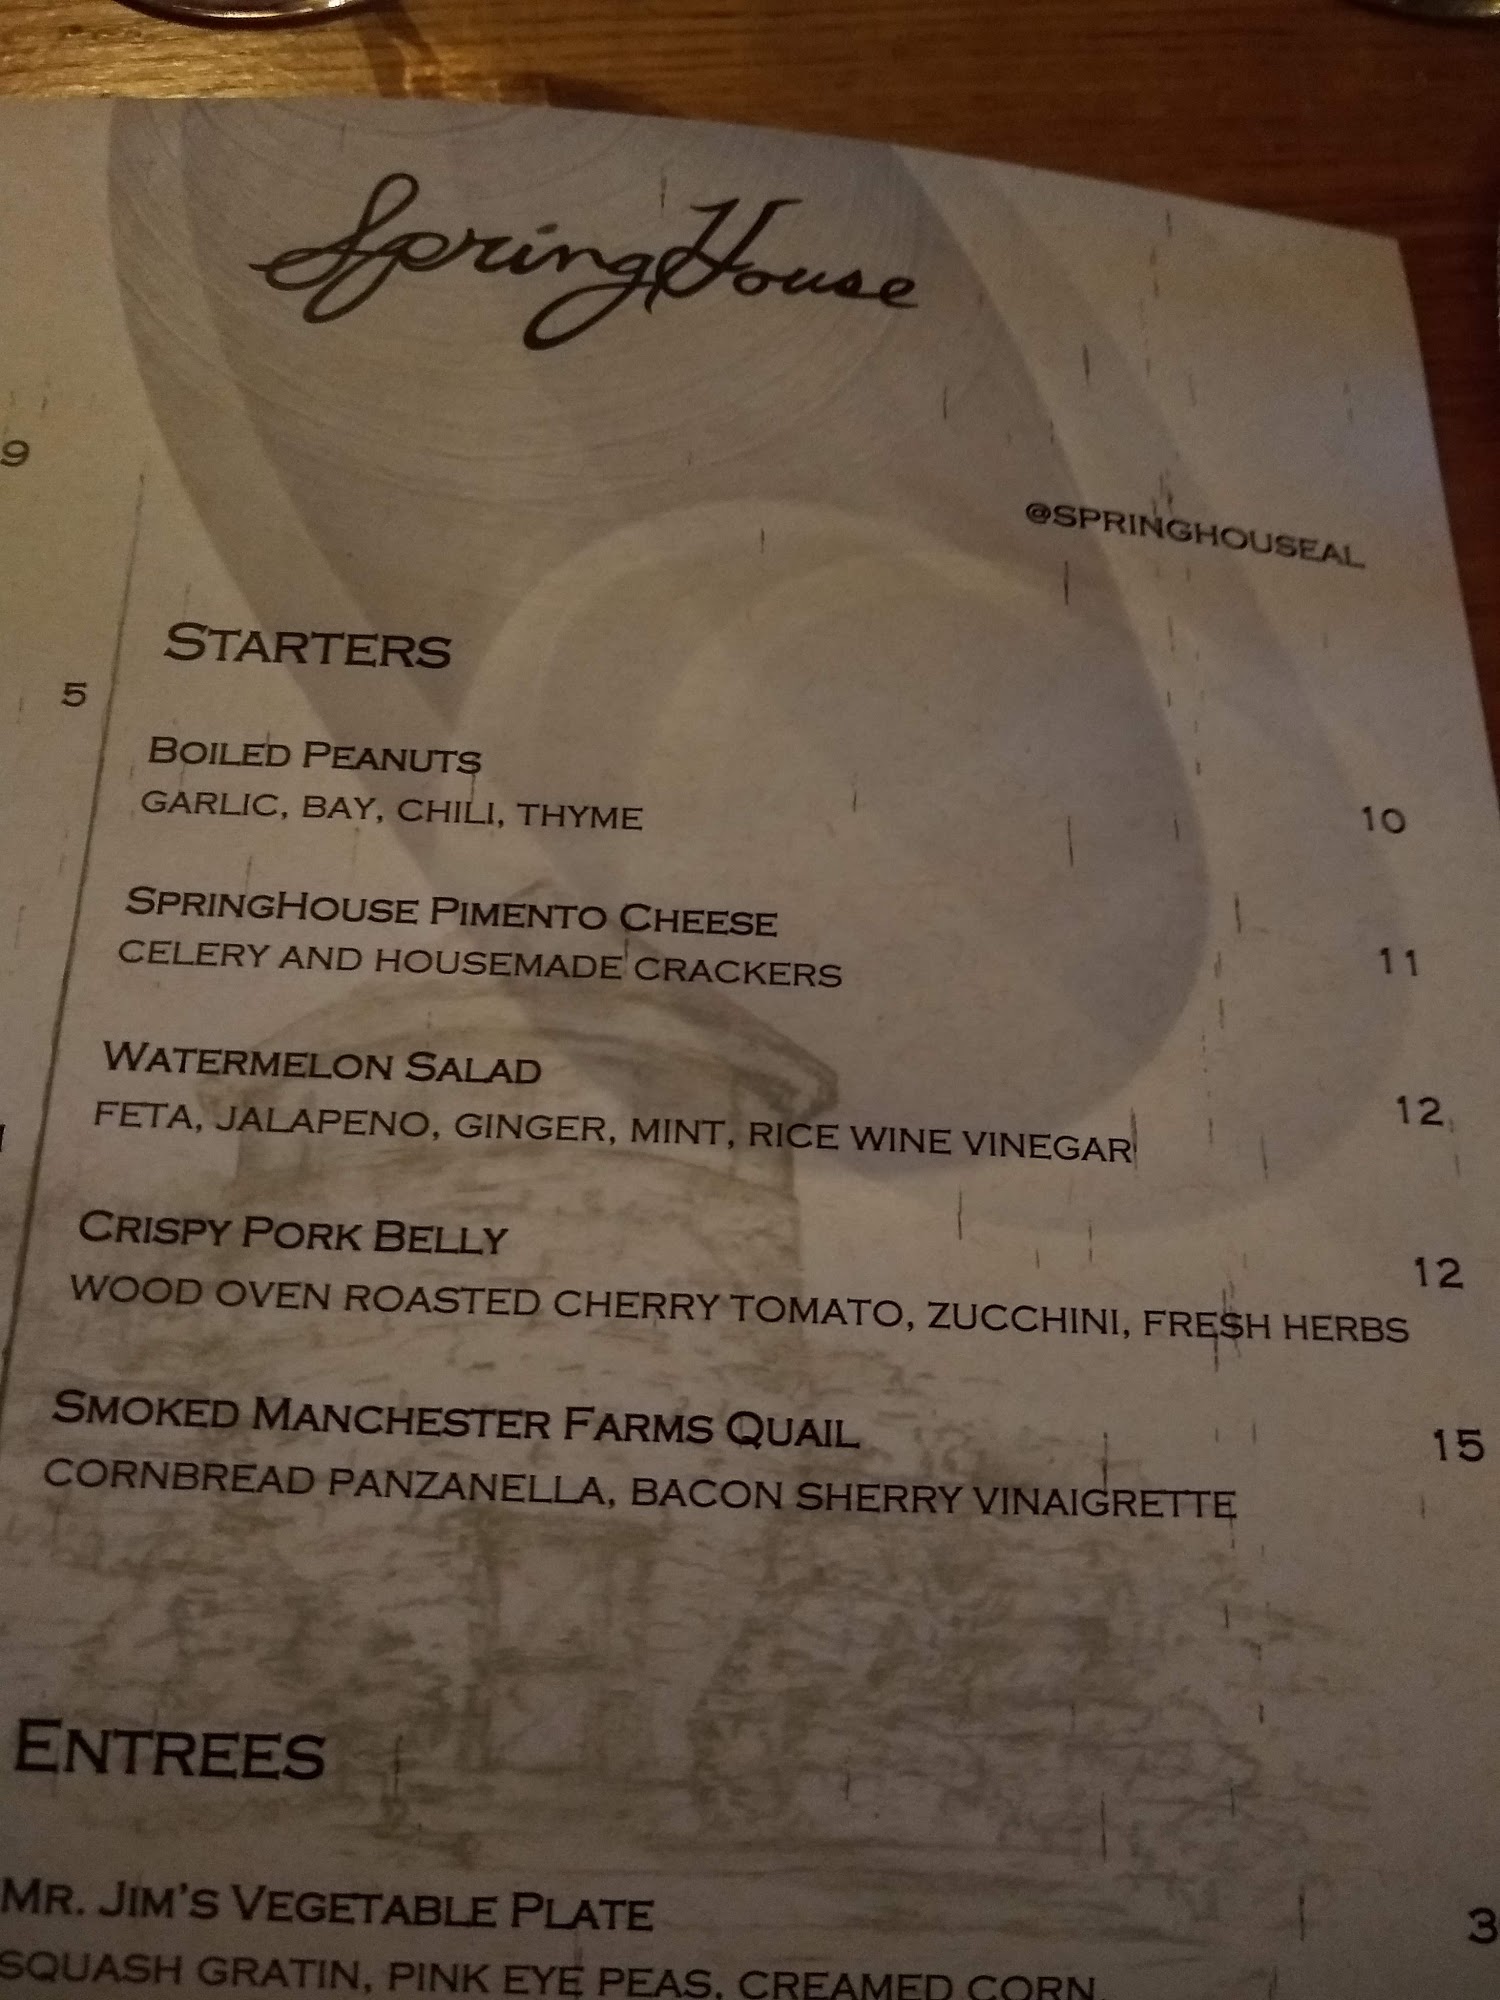 SpringHouse
9
@SPRINGHOUSEAL
STARTERS
5
BOILED PEANUTS
GARLIC, BAY, CHILI, THYME 10
SPRINGHOUSE PIMENTO CHEESE
CELERY AND HOUSEMADE CRACKERS 11
WATERMELON SALAD
FETA, JALAPENO, GINGER, MINT, RICE WINE VINEGAR 12
CRISPY PORK BELLY 12
WOOD OVEN ROASTED CHERRY TOMATO, ZUCCHINI, FRESH HERBS
SMOKED MANCHESTER FARMS QUAIL 15
CORNBREAD PANZANELLA, BACON SHERRY VINAIGRETTE
ENTREES
MR. JIM'S VEGETABLE PLATE 3
SQUASH GRATIN, PINK EYE PEAS, CREAMED CORN,